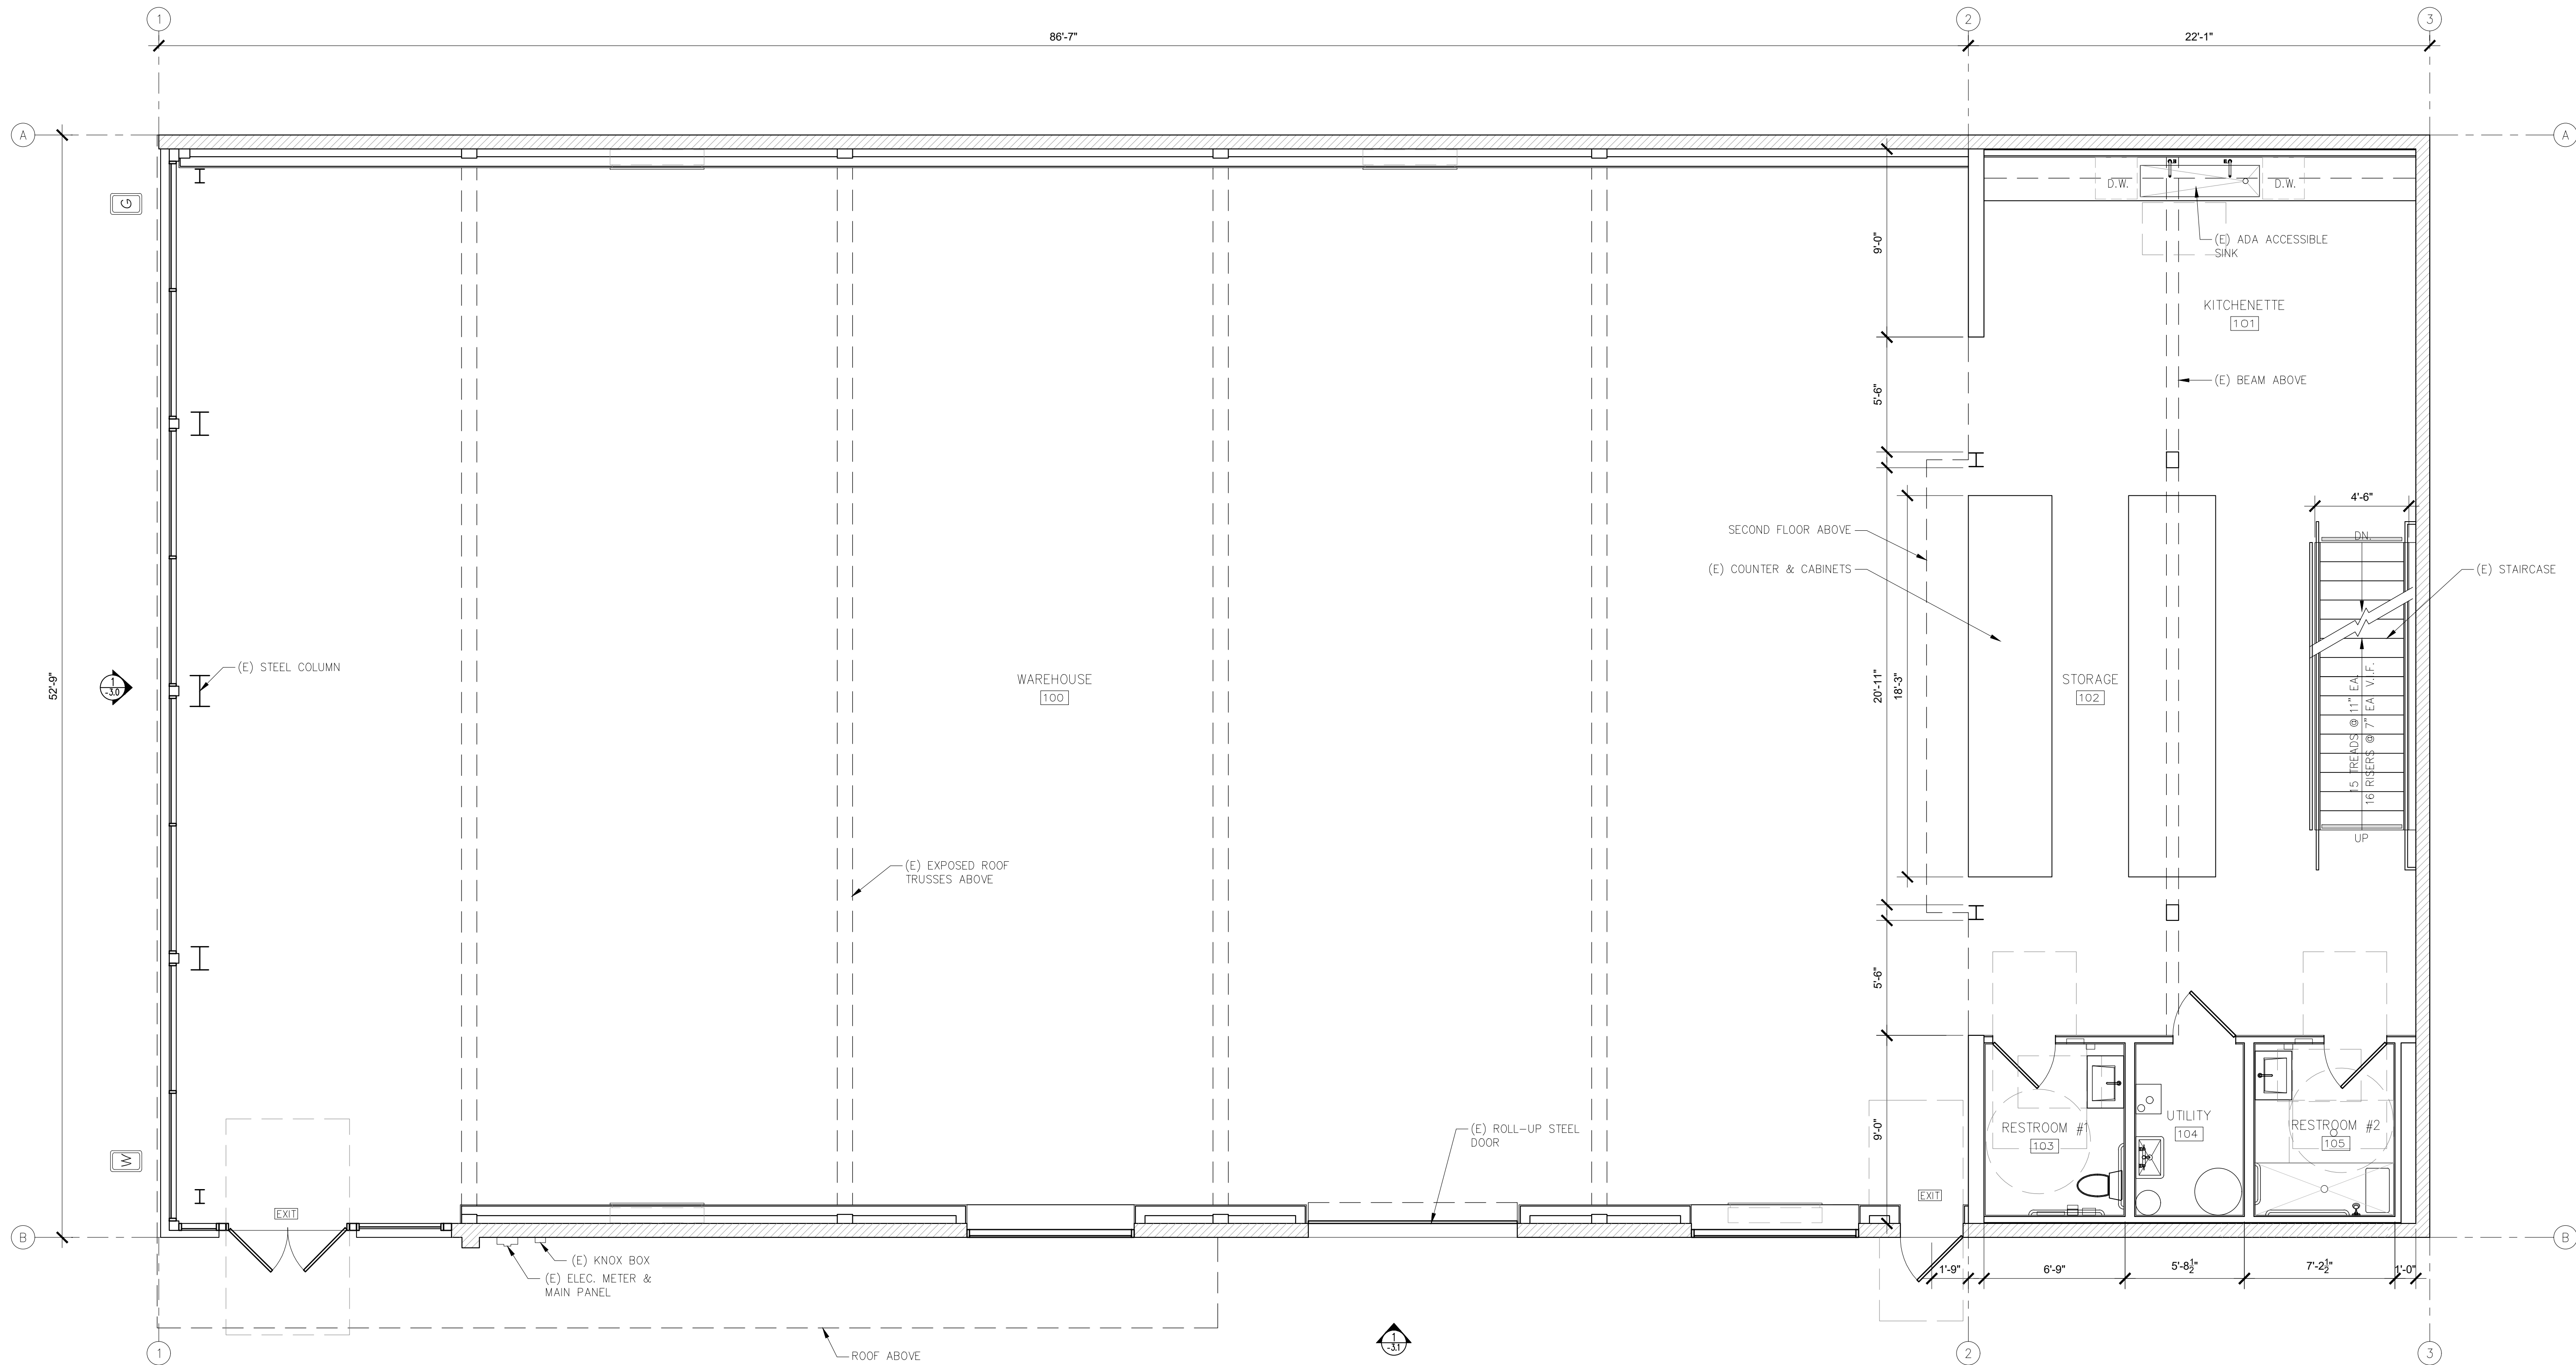 1
2
3
86'-7"
22'-1"
A
A
G
D.W.
D.W.
9'-0"
(E) ADA ACCESSIBLE
SINK
KITCHENETTE
101
(E) BEAM ABOVE
5'-6"
4'-6"
SECOND FLOOR ABOVE
DN.
(E) COUNTER & CABINETS
(E) STAIRCASE
52'-9"
1
-3.0
(E) STEEL COLUMN
WAREHOUSE
100
20'-11"
18'-3"
STORAGE
102
15 TREADS @ 11" EA.
16 RISERS @ 7" EA V.I.F.
UP
(E) EXPOSED ROOF
TRUSSES ABOVE
5'-6"
9'-0"
(E) ROLL-UP STEEL
DOOR
RESTROOM #1
103
UTILITY
104
RESTROOM #2
105
W
EXIT
EXIT
B
B
(E) KNOX BOX
(E) ELEC. METER &
MAIN PANEL
1'-9"
6'-9"
5'-8½"
7'-2½"
1'-0"
1
-3.1
ROOF ABOVE
1
2
3